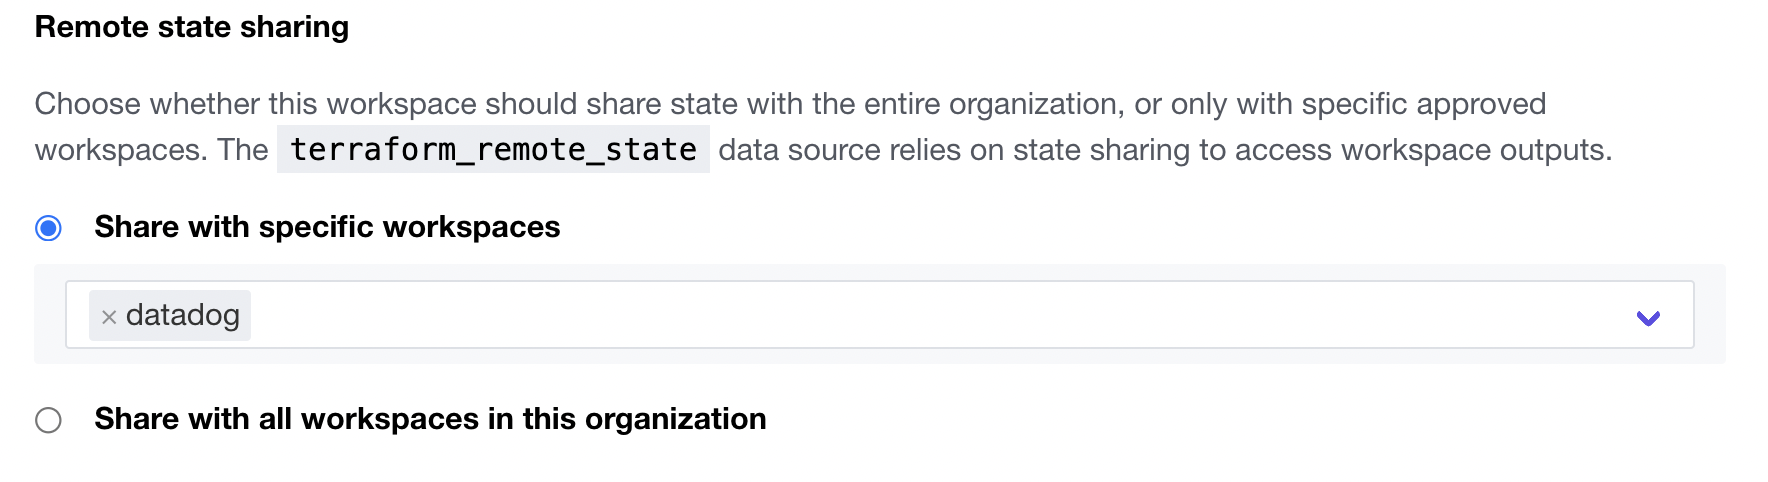 Remote state sharing
Choose whether this workspace should share state with the entire organization, or only with specific approved
workspaces. The terraform_remote_state data source relies on state sharing to access workspace outputs.
Share with specific workspaces
× datadog
Share with all workspaces in this organization